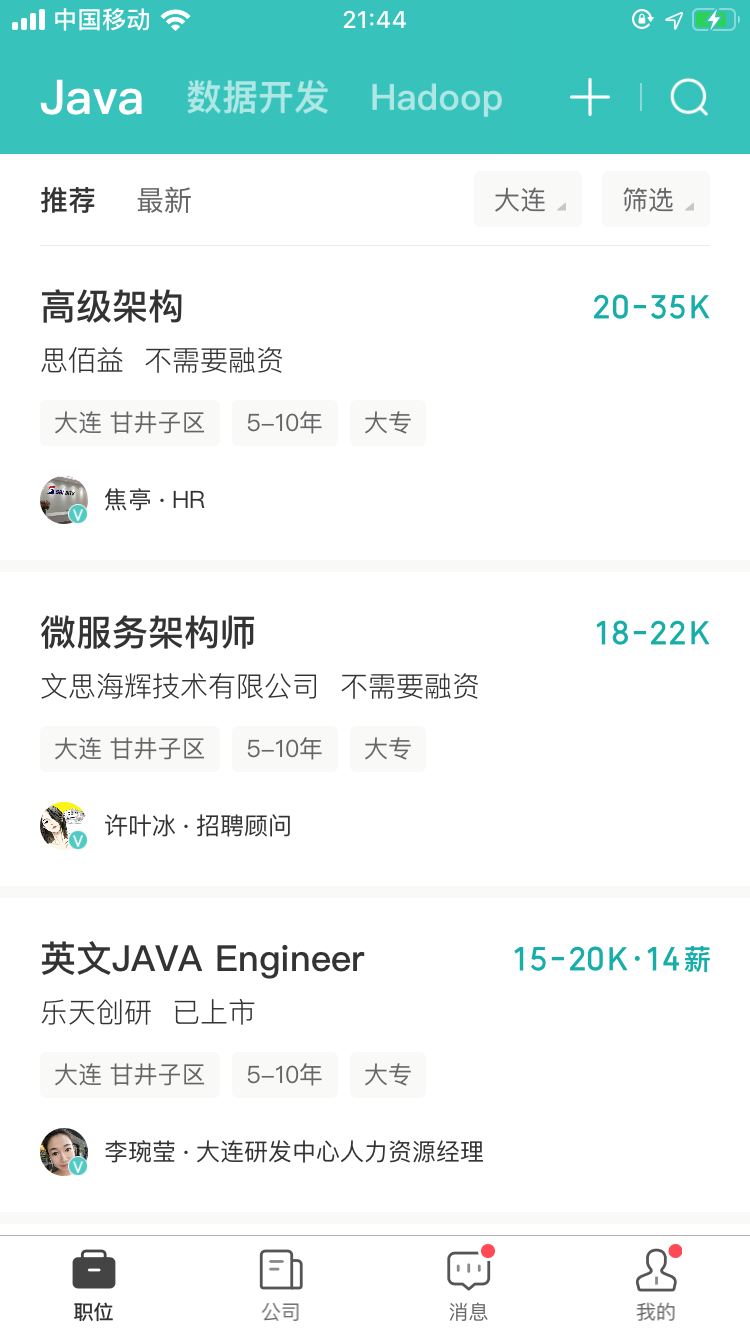 中国移动 21:44
Java 数据开发 Hadoop
推荐 最新 大连 筛选
高级架构 20-35K
思佰益 不需要融资
大连 甘井子区 5-10年 大专
焦亭·HR
微服务架构师 18-22K
文思海辉技术有限公司 不需要融资
大连 甘井子区 5-10年 大专
许叶冰·招聘顾问
英文JAVA Engineer 15-20K·14薪
乐天创研 已上市
大连 甘井子区 5-10年 大专
李琬莹·大连研发中心人力资源经理
职位 公司 消息 我的